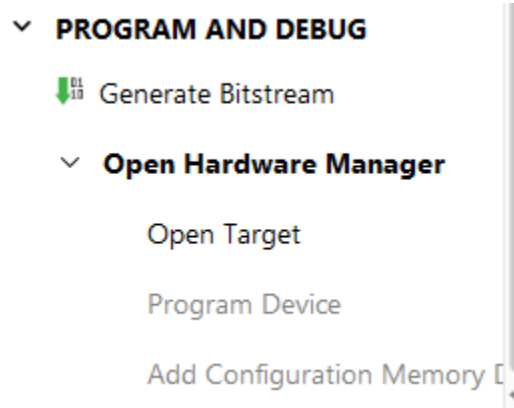 PROGRAM AND DEBUG
Generate Bitstream
Open Hardware Manager
Open Target
Program Device
Add Configuration Memory